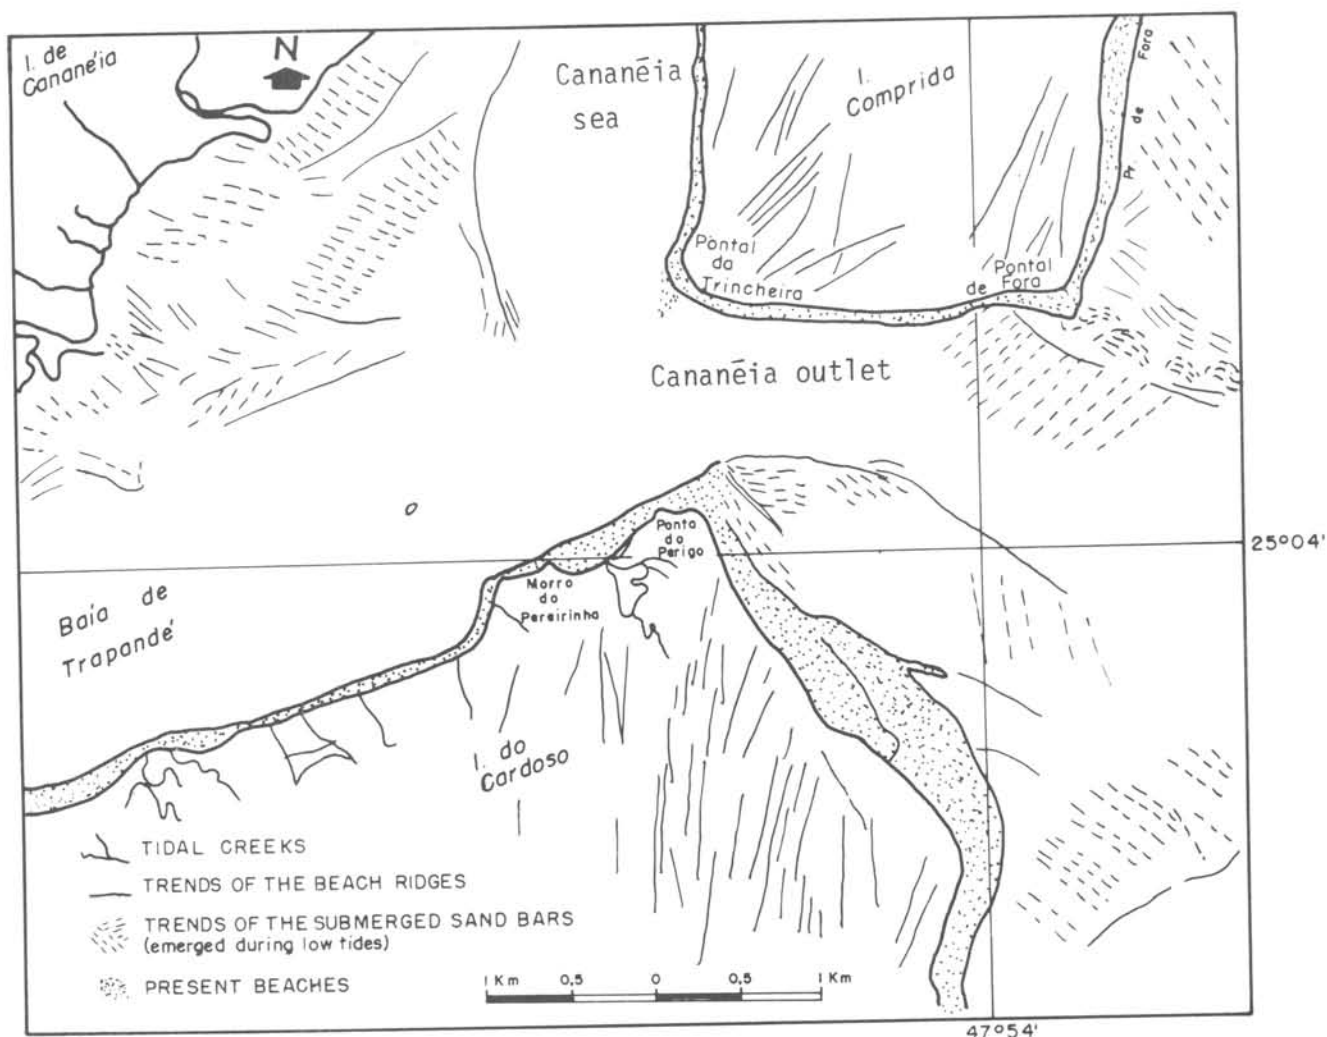 I. de
Cananéia
N
Cananéia
sea
I.
Comprida
Pr. de Fora
Pontal
da
Trincheira
Pontal
de Fora
Cananéia outlet
Ponta
do
Perigo
25°04'
Morro
do
Pereirinha
Baía de
Trapandé
I. do
Cardoso
TIDAL CREEKS
TRENDS OF THE BEACH RIDGES
TRENDS OF THE SUBMERGED SAND BARS
(emerged during low tides)
PRESENT BEACHES
1 Km 0,5 0 0,5 1 Km
47°54'